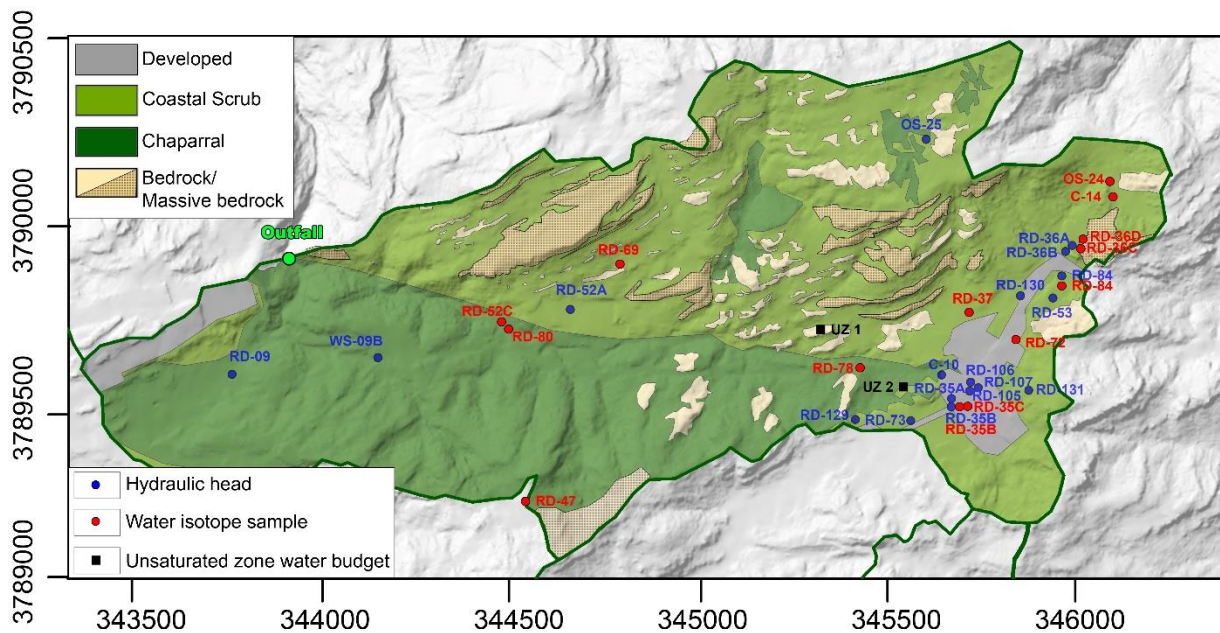 3790500
3790000
3789500
3789000
Developed
Coastal Scrub
Chaparral
Bedrock/
Massive bedrock
OS-25
OS-24
C-14
Outfall
RD-36A
RD-36D
RD-36B
RD-36C
RD-69
RD-84
RD-84
RD-130
RD-52A
RD-37
RD-53
RD-52C
RD-80
UZ 1
RD-72
WS-09B
RD-09
RD-78
C-10
RD-106
UZ 2
RD-35A
RD-107
RD-131
RD-105
RD-35C
RD-129
RD-73
RD-35B
RD-35B
Hydraulic head
RD-47
Water isotope sample
Unsaturated zone water budget
343500
344000
344500
345000
345500
346000